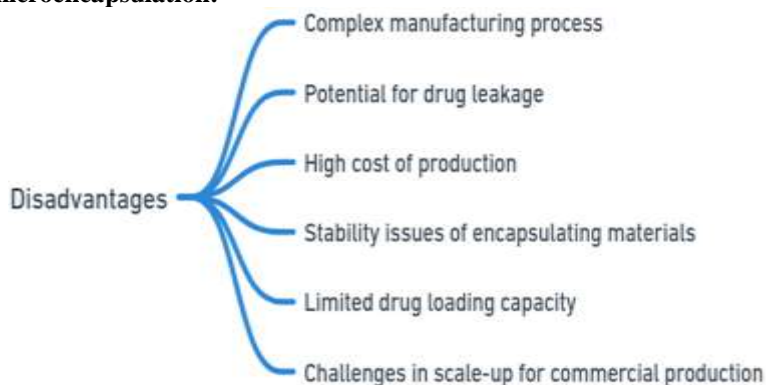 microencapsulation:
Complex manufacturing process
Potential for drug leakage
High cost of production
Disadvantages
Stability issues of encapsulating materials
Limited drug loading capacity
Challenges in scale-up for commercial production